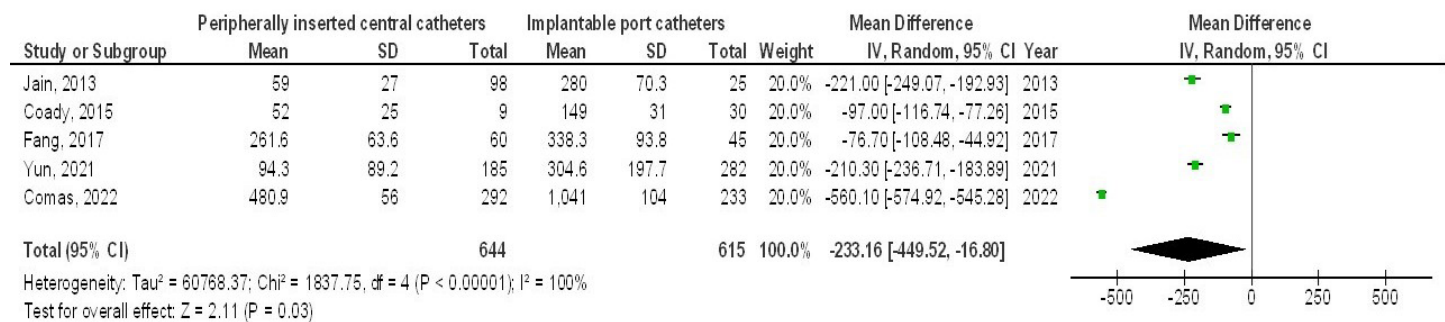 Peripherally inserted central catheters Implantable port catheters Mean Difference Mean Difference
Study or Subgroup Mean SD Total Mean SD Total Weight IV, Random, 95% CI Year IV, Random, 95% CI
Jain, 2013 59 27 98 280 70.3 25 20.0% -221.00 [-249.07, -192.93] 2013
Coady, 2015 52 25 9 149 31 30 20.0% -97.00 [-116.74, -77.26] 2015
Fang, 2017 261.6 63.6 60 338.3 93.8 45 20.0% -76.70 [-108.48, -44.92] 2017
Yun, 2021 94.3 89.2 185 304.6 197.7 282 20.0% -210.30 [-236.71, -183.89] 2021
Comas, 2022 480.9 56 292 1,041 104 233 20.0% -560.10 [-574.92, -545.28] 2022
Total (95% CI) 644 615 100.0% -233.16 [-449.52, -16.80]
Heterogeneity: Tau² = 60768.37; Chi² = 1837.75, df = 4 (P < 0.00001); I² = 100%
Test for overall effect: Z = 2.11 (P = 0.03)
-500 -250 0 250 500